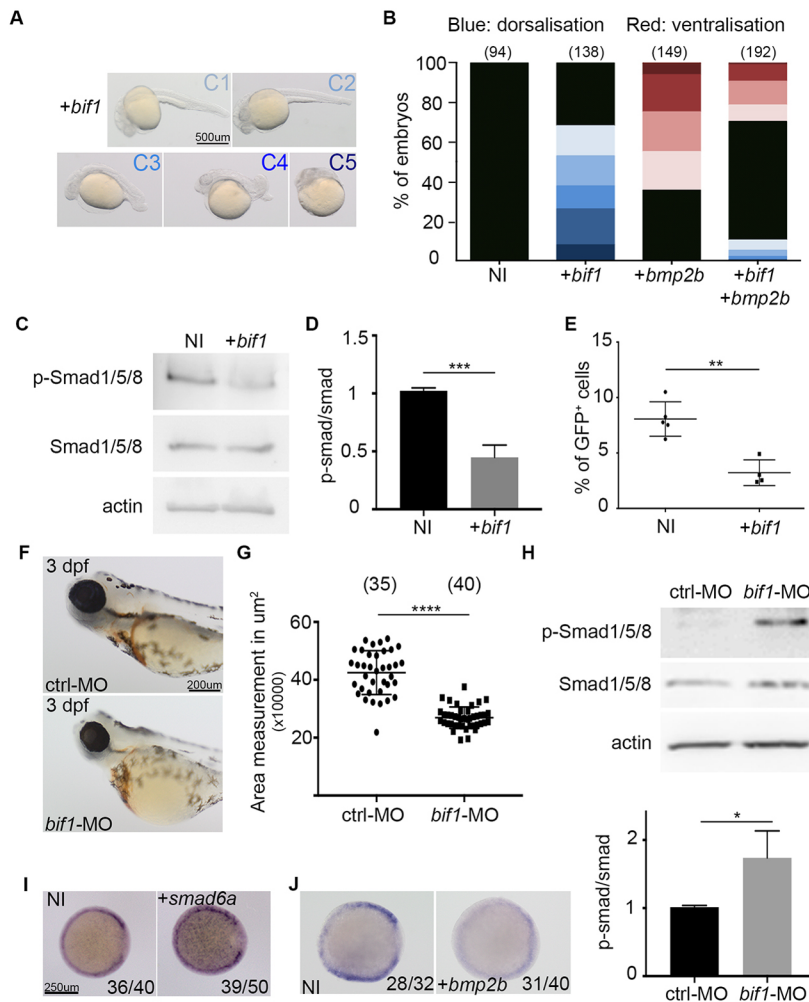 A
+bif1
C1
C2
500um
C3
C4
C5
B
Blue: dorsalisation Red: ventralisation
(94) (138) (149) (192)
% of embryos
100
80
60
40
20
0
NI +bif1 +bmp2b +bif1
+bmp2b
C
NI +bif1
p-Smad1/5/8
Smad1/5/8
actin
D
p-smad/smad
1.5
1
0.5
0
***
NI +bif1
E
% of GFP+ cells
15
10
5
0
**
NI +bif1
F
3 dpf
ctrl-MO
200um
3 dpf
bif1-MO
G
(35) (40)
****
Area measurement in um²
(x10000)
60
40
20
ctrl-MO bif1-MO
H
ctrl-MO bif1-MO
p-Smad1/5/8
Smad1/5/8
actin
p-smad/smad
2
1
0
*
ctrl-MO bif1-MO
I
NI
250um
36/40
+smad6a
39/50
J
NI
28/32
+bmp2b
31/40